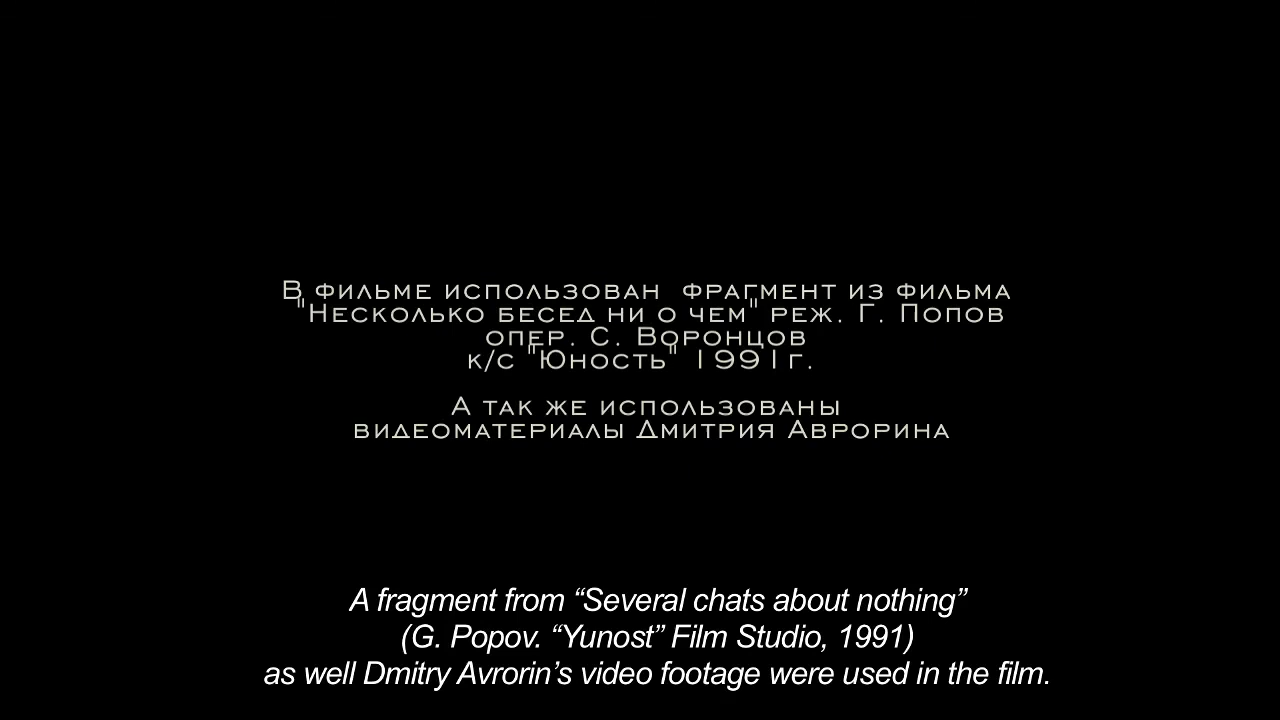 В ФИЛЬМЕ ИСПОЛЬЗОВАН ФРАГМЕНТ ИЗ ФИЛЬМА
"НЕСКОЛЬКО БЕСЕД НИ О ЧЕМ" РЕЖ. Г. ПОПОВ
ОПЕР. С. ВОРОНЦОВ
К/С "ЮНОСТЬ" 1991Г.
А ТАК ЖЕ ИСПОЛЬЗОВАНЫ
ВИДЕОМАТЕРИАЛЫ ДМИТРИЯ АВРОРИНА
A fragment from “Several chats about nothing”
(G. Popov. “Yunost” Film Studio, 1991)
as well Dmitry Avrorin’s video footage were used in the film.